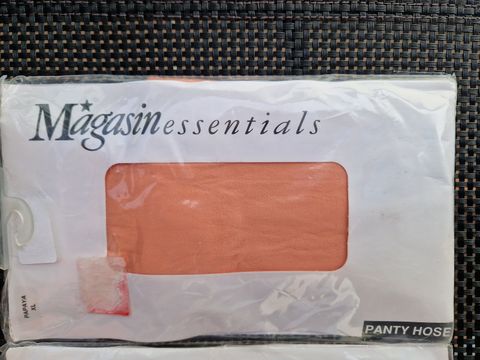 Magasin essentials
PAPAYA
XL
PANTY HOSE